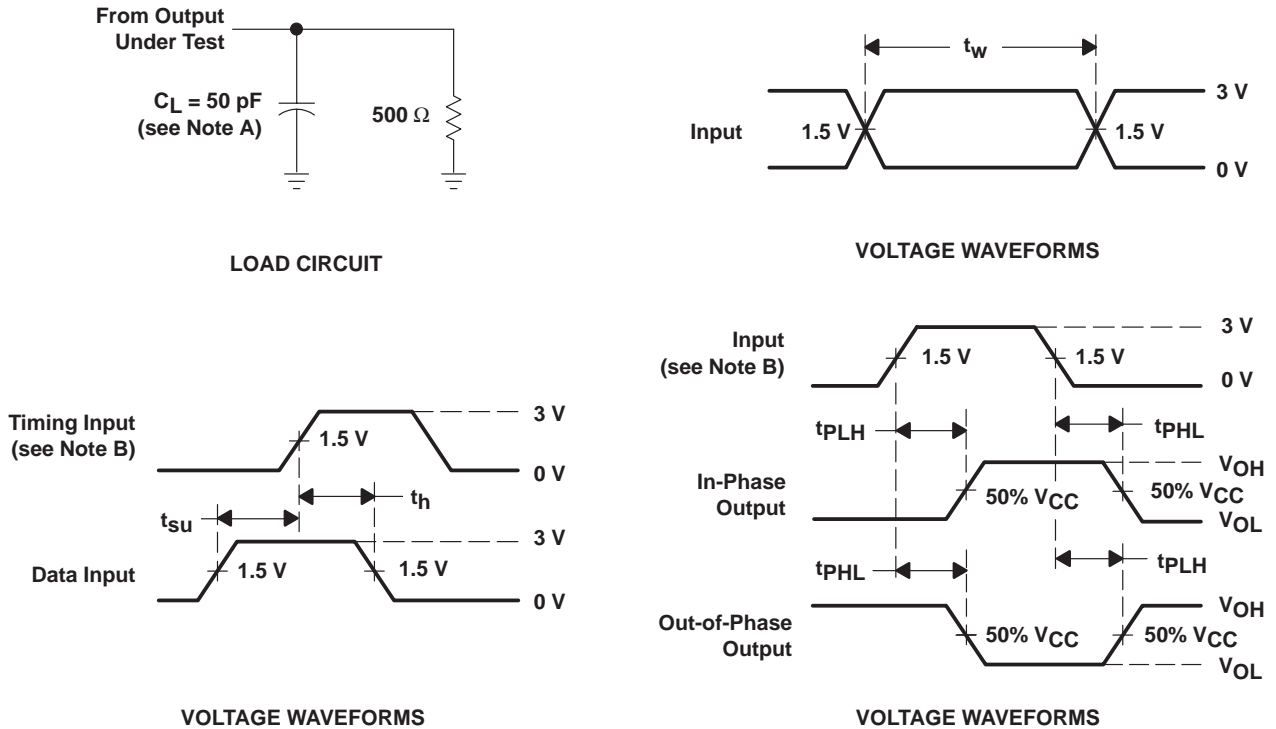 From Output
Under Test
CL = 50 pF
(see Note A)
500 Ω
LOAD CIRCUIT
tw
Input
1.5 V
1.5 V
3 V
0 V
VOLTAGE WAVEFORMS
Timing Input
(see Note B)
1.5 V
3 V
0 V
th
tsu
Data Input
1.5 V
1.5 V
3 V
0 V
VOLTAGE WAVEFORMS
Input
(see Note B)
1.5 V
1.5 V
3 V
0 V
tPLH
tPHL
In-Phase
Output
50% VCC
50% VCC
VOH
VOL
tPHL
tPLH
Out-of-Phase
Output
50% VCC
50% VCC
VOH
VOL
VOLTAGE WAVEFORMS